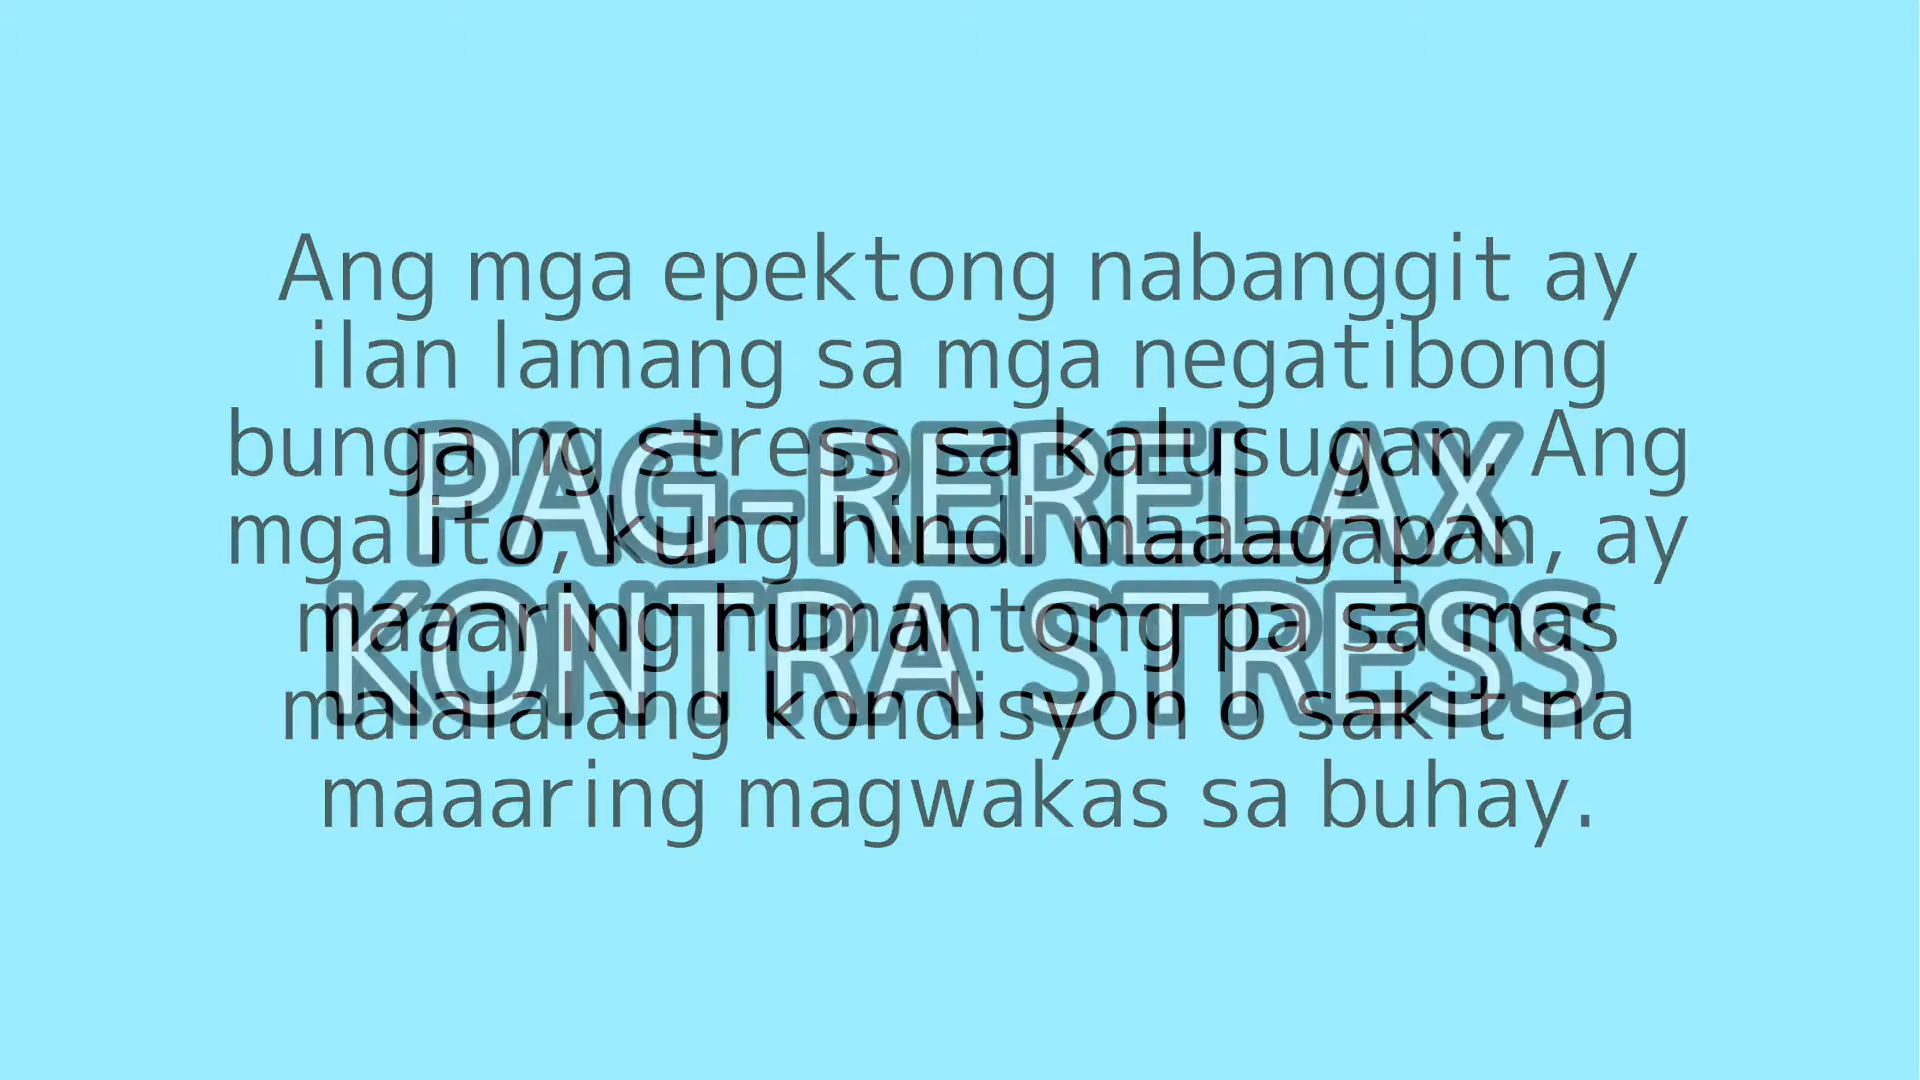 Ang mga epektong nabanggit ay
ilan lamang sa mga negatibong
bunga ng stress sa kalusugan. Ang
mga ito, kung hindi maaagapan, ay
maaaring humantong pa sa mas
malalalang kondisyon o sakit na
maaaring magwakas sa buhay.
PAG-RERELAX
KONTRA STRESS